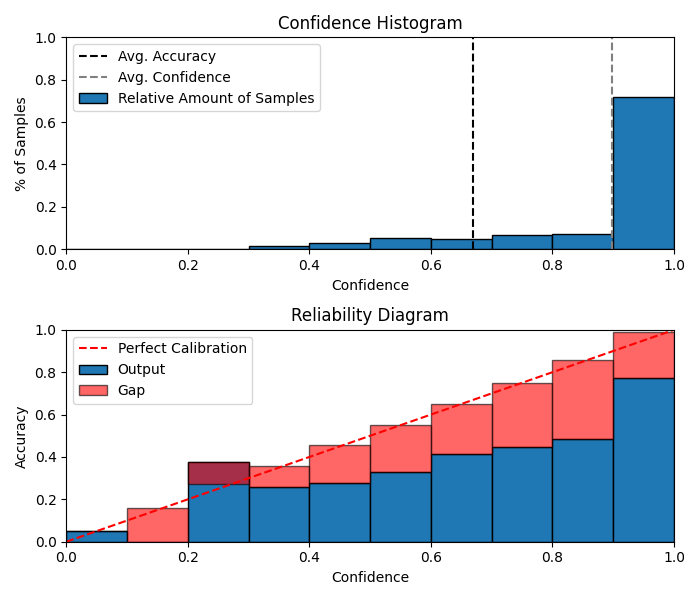 Confidence Histogram
1.0
0.8
0.6
0.4
0.2
0.0
% of Samples
Avg. Accuracy
Avg. Confidence
Relative Amount of Samples
0.0 0.2 0.4 0.6 0.8 1.0
Confidence
Reliability Diagram
1.0
0.8
0.6
0.4
0.2
0.0
Accuracy
Perfect Calibration
Output
Gap
0.0 0.2 0.4 0.6 0.8 1.0
Confidence